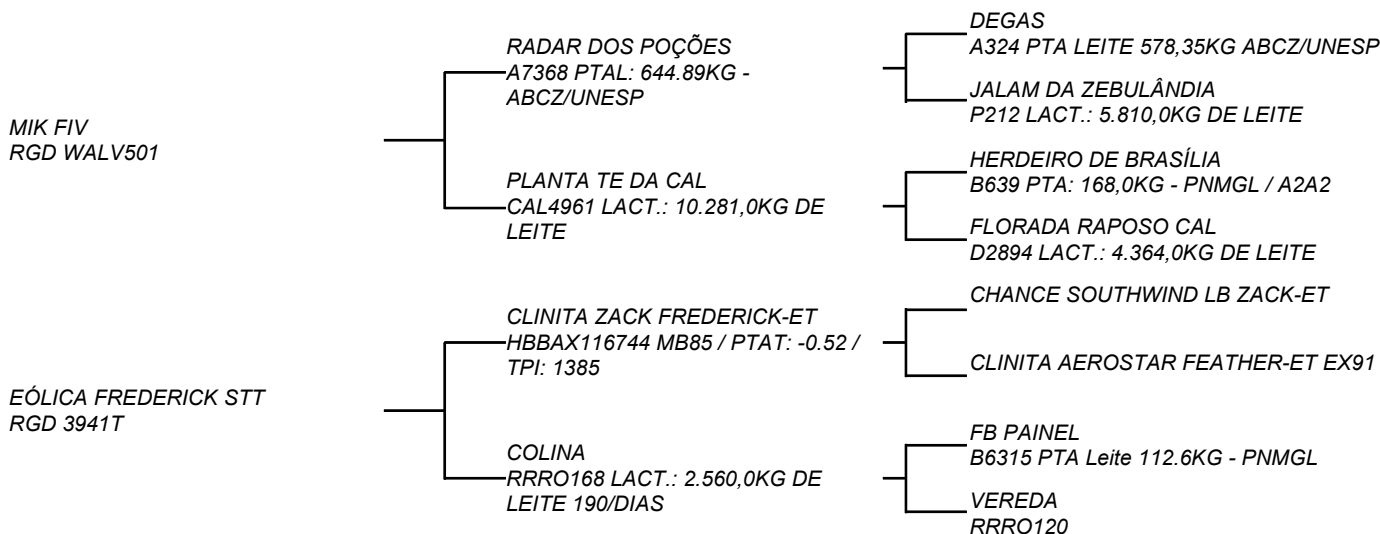 MIK FIV
RGD WALV501
RADAR DOS POÇÕES
A7368 PTAL: 644.89KG -
ABCZ/UNESP
DEGAS
A324 PTA LEITE 578,35KG ABCZ/UNESP
JALAM DA ZEBULÂNDIA
P212 LACT.: 5.810,0KG DE LEITE
PLANTA TE DA CAL
CAL4961 LACT.: 10.281,0KG DE
LEITE
HERDEIRO DE BRASÍLIA
B639 PTA: 168,0KG - PNMGL / A2A2
FLORADA RAPOSO CAL
D2894 LACT.: 4.364,0KG DE LEITE
EÓLICA FREDERICK STT
RGD 3941T
CLINITA ZACK FREDERICK-ET
HBBAX116744 MB85 / PTAT: -0.52 /
TPI: 1385
CHANCE SOUTHWIND LB ZACK-ET
CLINITA AEROSTAR FEATHER-ET EX91
COLINA
RRRO168 LACT.: 2.560,0KG DE
LEITE 190/DIAS
FB PAINEL
B6315 PTA Leite 112.6KG - PNMGL
VEREDA
RRRO120